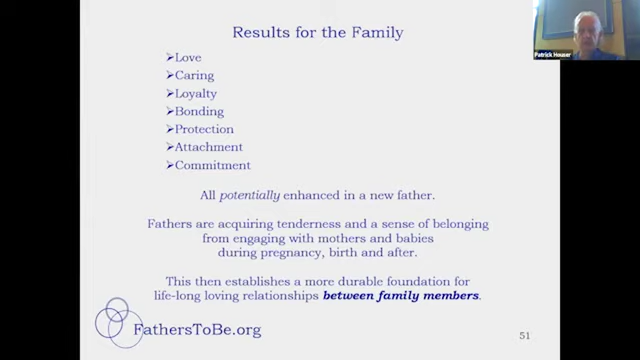 Results for the Family
➢Love
➢Caring
➢Loyalty
➢Bonding
➢Protection
➢Attachment
➢Commitment
All potentially enhanced in a new father.
Fathers are acquiring tenderness and a sense of belonging
from engaging with mothers and babies
during pregnancy, birth and after.
This then establishes a more durable foundation for
life-long loving relationships between family members.
FathersToBe.org
51
Patrick Houser